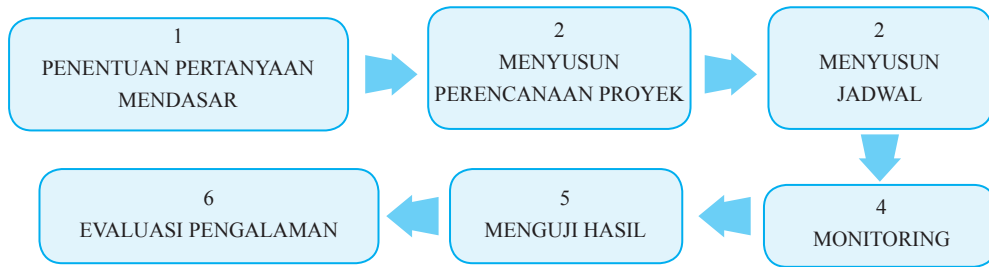 1
PENENTUAN PERTANYAAN
MENDASAR
2
MENYUSUN
PERENCANAAN PROYEK
2
MENYUSUN
JADWAL
4
MONITORING
5
MENGUJI HASIL
6
EVALUASI PENGALAMAN